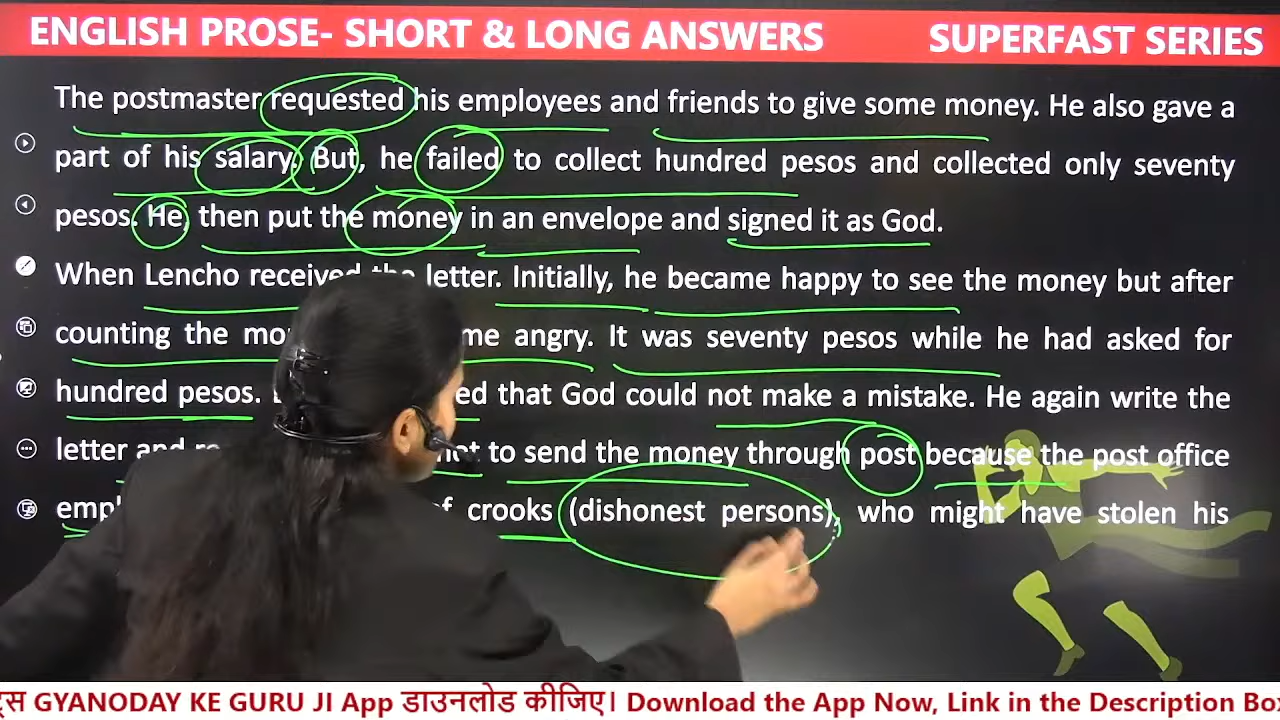 ENGLISH PROSE- SHORT & LONG ANSWERS SUPERFAST SERIES
The postmaster requested his employees and friends to give some money. He also gave a
part of his salary. But, he failed to collect hundred pesos and collected only seventy
pesos. He, then put the money in an envelope and signed it as God.
When Lencho received the letter. Initially, he became happy to see the money but after
counting the me angry. It was seventy pesos while he had asked for
hundred pesos. that God could not make a mistake. He again write the
letter and not to send the money through post because the post office
of crooks (dishonest persons), who might have stolen his
GYANODAY KE GURU JI App डाउनलोड कीजिए। Download the App Now, Link in the Description Box